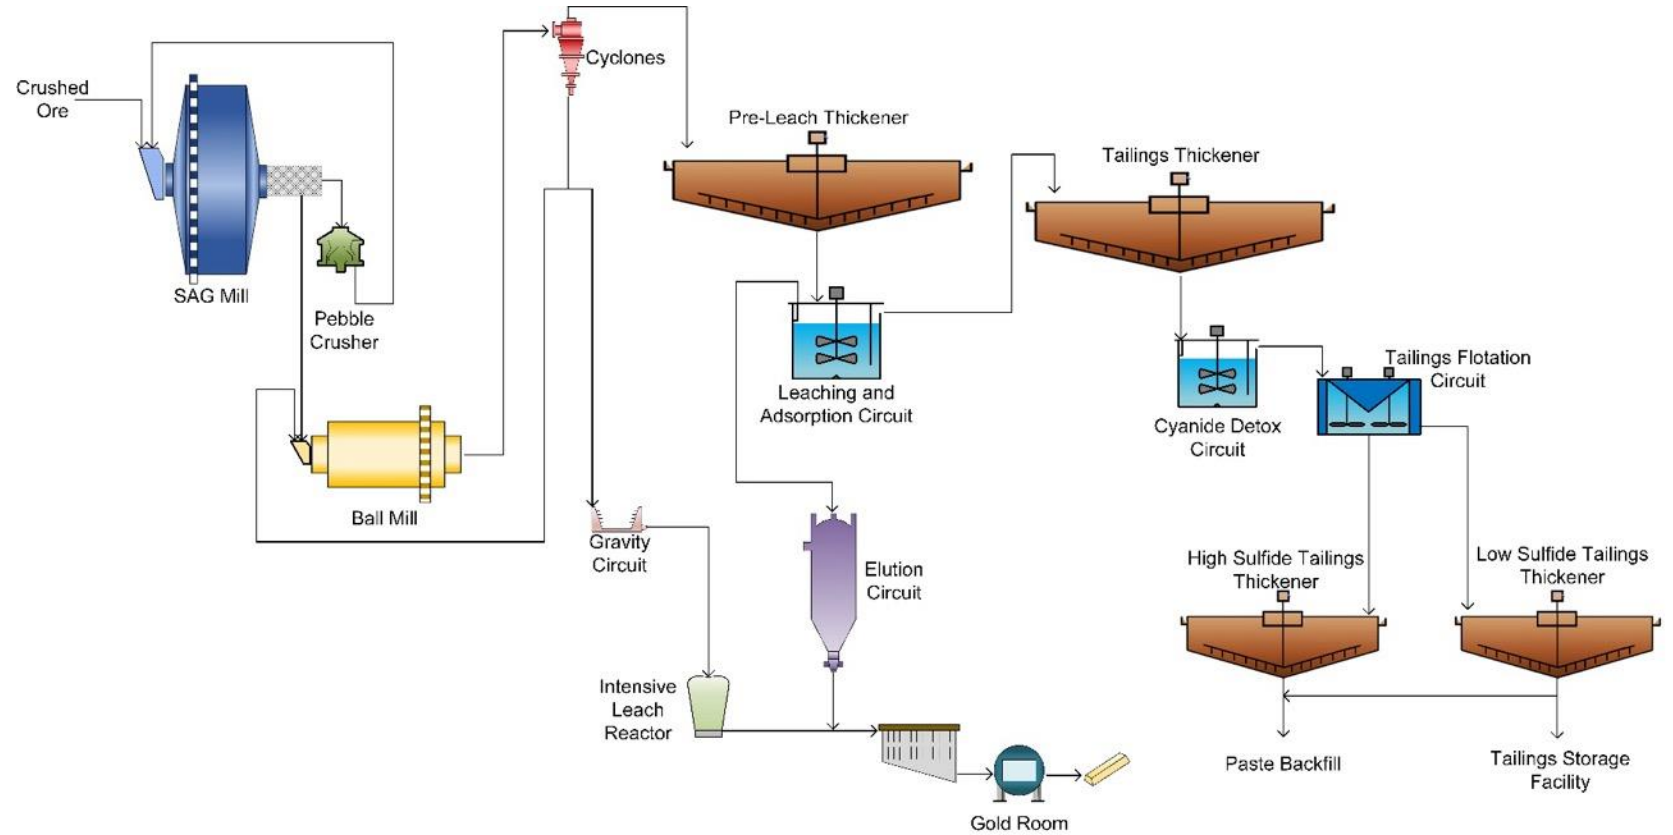 Crushed
Ore
SAG Mill
Pebble
Crusher
Ball Mill
Cyclones
Pre-Leach Thickener
Leaching and
Adsorption Circuit
Tailings Thickener
Cyanide Detox
Circuit
Tailings Flotation
Circuit
Gravity
Circuit
Elution
Circuit
Intensive
Leach
Reactor
Gold Room
High Sulfide Tailings
Thickener
Low Sulfide Tailings
Thickener
Paste Backfill
Tailings Storage
Facility